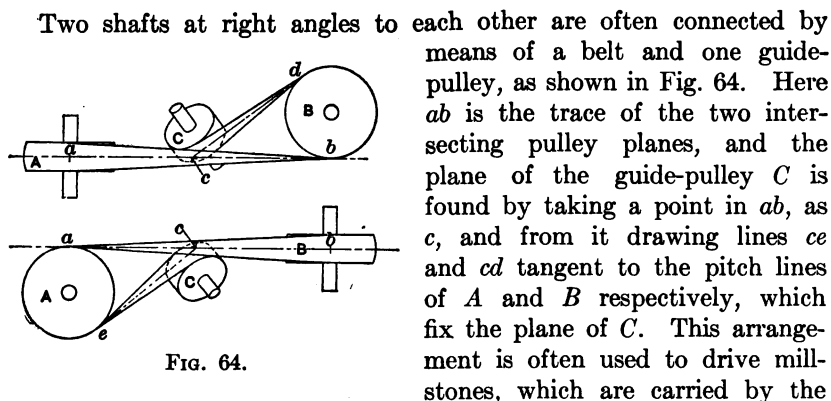 Two shafts at right angles to each other are often connected by
means of a belt and one guide-
pulley, as shown in Fig. 64. Here
ab is the trace of the two inter-
secting pulley planes, and the
plane of the guide-pulley C is
found by taking a point in ab, as
c, and from it drawing lines ce
and cd tangent to the pitch lines
of A and B respectively, which
fix the plane of C. This arrange-
ment is often used to drive mill-
stones, which are carried by the
d
B
C
a
A
b
c
a
c
b
B
A
C
e
FIG. 64.